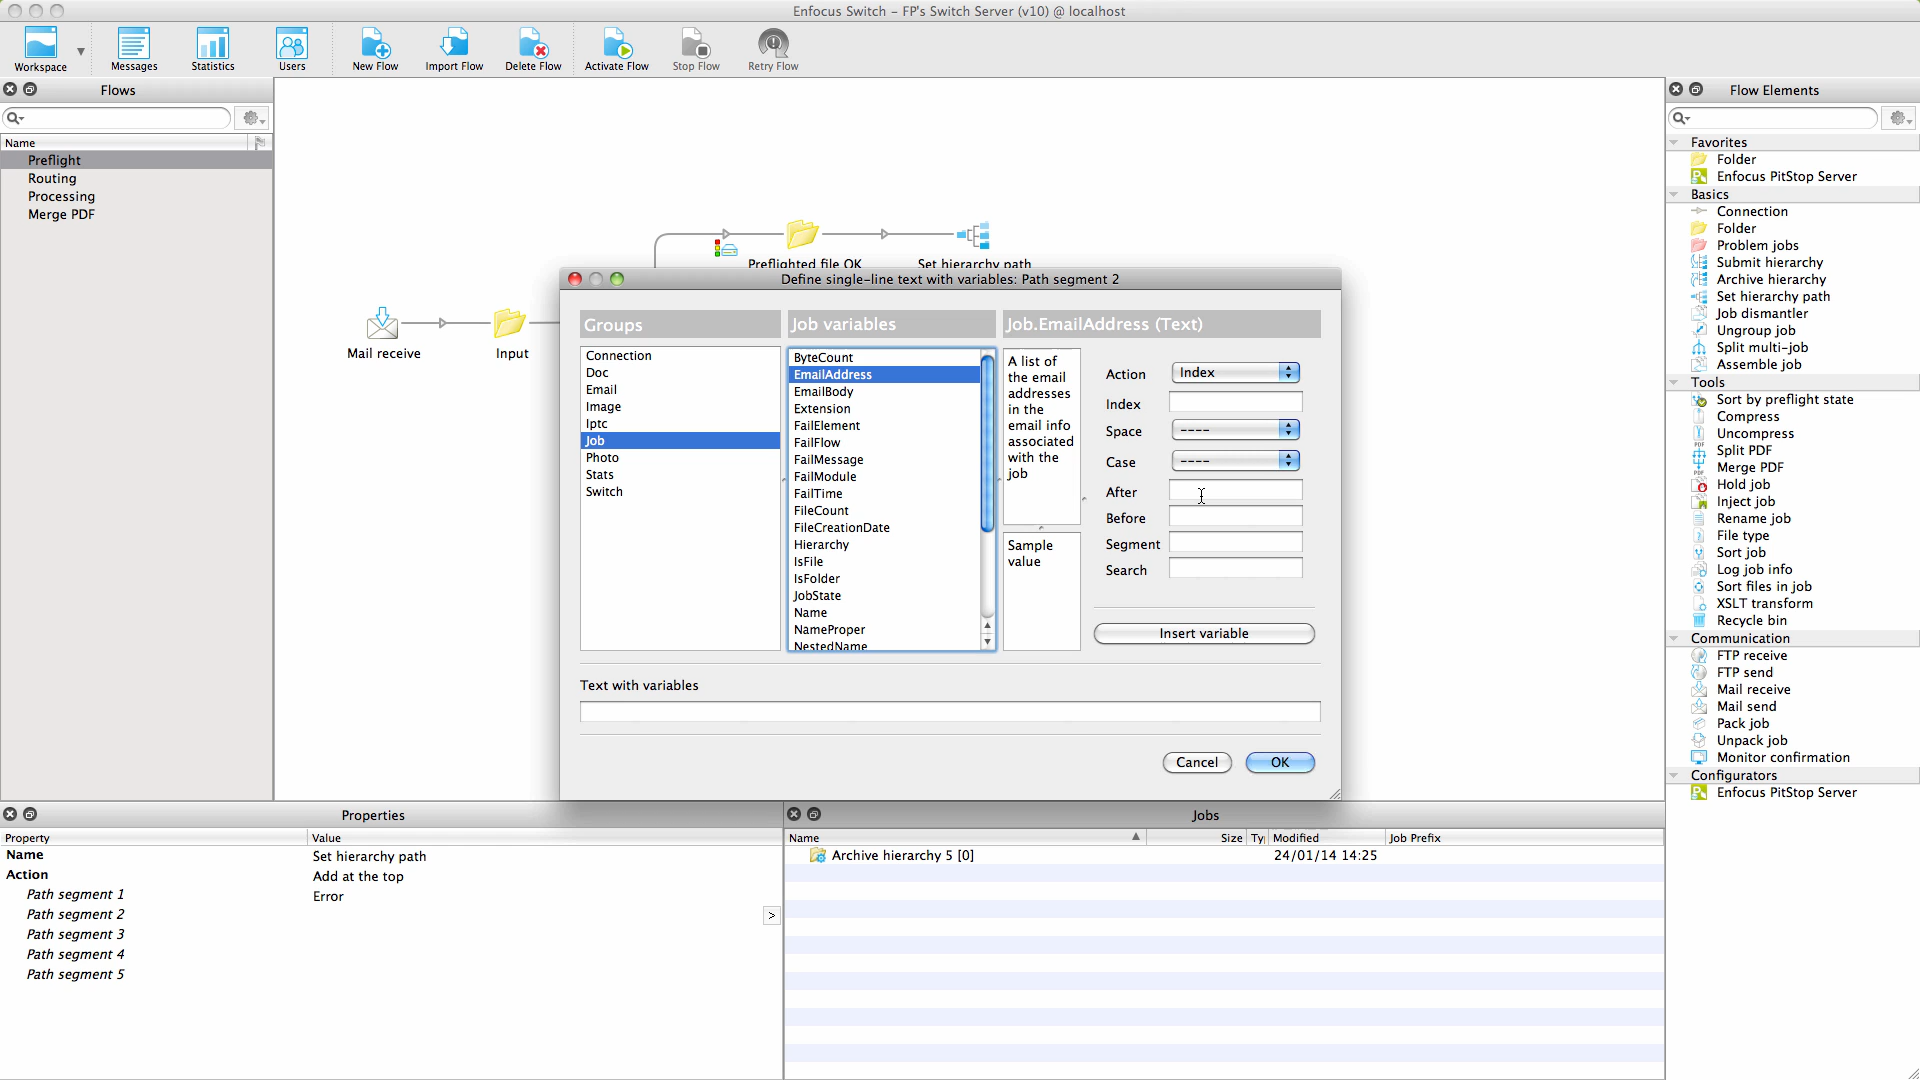 Enfocus Switch – FP's Switch Server (v10) @ localhost
Workspace
Messages
Statistics
Users
New Flow
Import Flow
Delete Flow
Activate Flow
Stop Flow
Retry Flow
Flows
Name
Preflight
Routing
Processing
Merge PDF
Mail receive
Input
Preflighted file OK
Set hierarchy path
Define single-line text with variables: Path segment 2
Groups
Connection
Doc
Email
Image
Iptc
Job
Photo
Stats
Switch
Job variables
ByteCount
EmailAddress
EmailBody
Extension
FailElement
FailFlow
FailMessage
FailModule
FailTime
FileCount
FileCreationDate
Hierarchy
IsFile
IsFolder
JobState
Name
NameProper
NestedName
Job.EmailAddress (Text)
A list of
the email
addresses
in the
email info
associated
with the
job
Sample
value
Action Index
Index
Space ----
Case ----
After
Before
Segment
Search
Insert variable
Text with variables
Cancel
OK
Flow Elements
Favorites
Folder
Enfocus PitStop Server
Basics
Connection
Folder
Problem jobs
Submit hierarchy
Archive hierarchy
Set hierarchy path
Job dismantler
Ungroup job
Split multi-job
Assemble job
Tools
Sort by preflight state
Compress
Uncompress
Split PDF
Merge PDF
Hold job
Inject job
Rename job
File type
Sort job
Log job info
Sort files in job
XSLT transform
Recycle bin
Communication
FTP receive
FTP send
Mail receive
Mail send
Pack job
Unpack job
Monitor confirmation
Configurators
Enfocus PitStop Server
Properties
Property Value
Name Set hierarchy path
Action Add at the top
Path segment 1 Error
Path segment 2 >
Path segment 3
Path segment 4
Path segment 5
Jobs
Name Size Ty Modified Job Prefix
Archive hierarchy 5 [0] 24/01/14 14:25